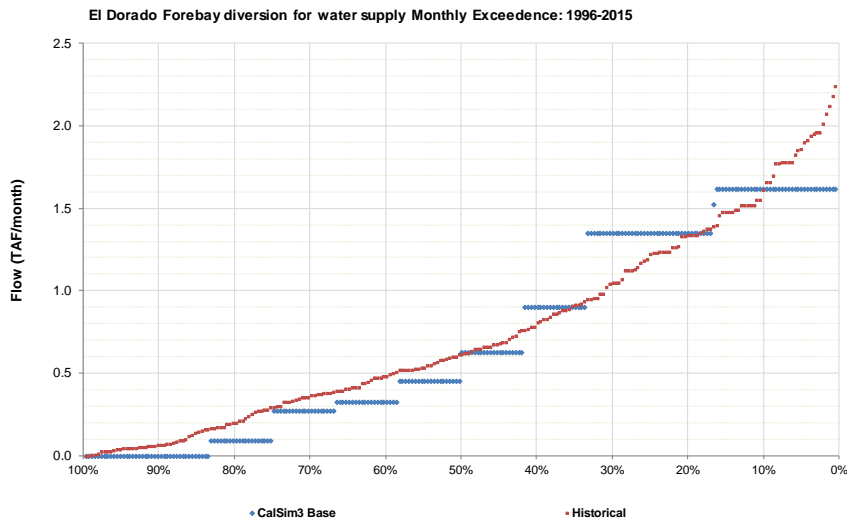 El Dorado Forebay diversion for water supply Monthly Exceedence: 1996-2015
2.5
2.0
1.5
1.0
0.5
0.0
Flow (TAF/month)
100% 90% 80% 70% 60% 50% 40% 30% 20% 10% 0%
CalSim3 Base Historical